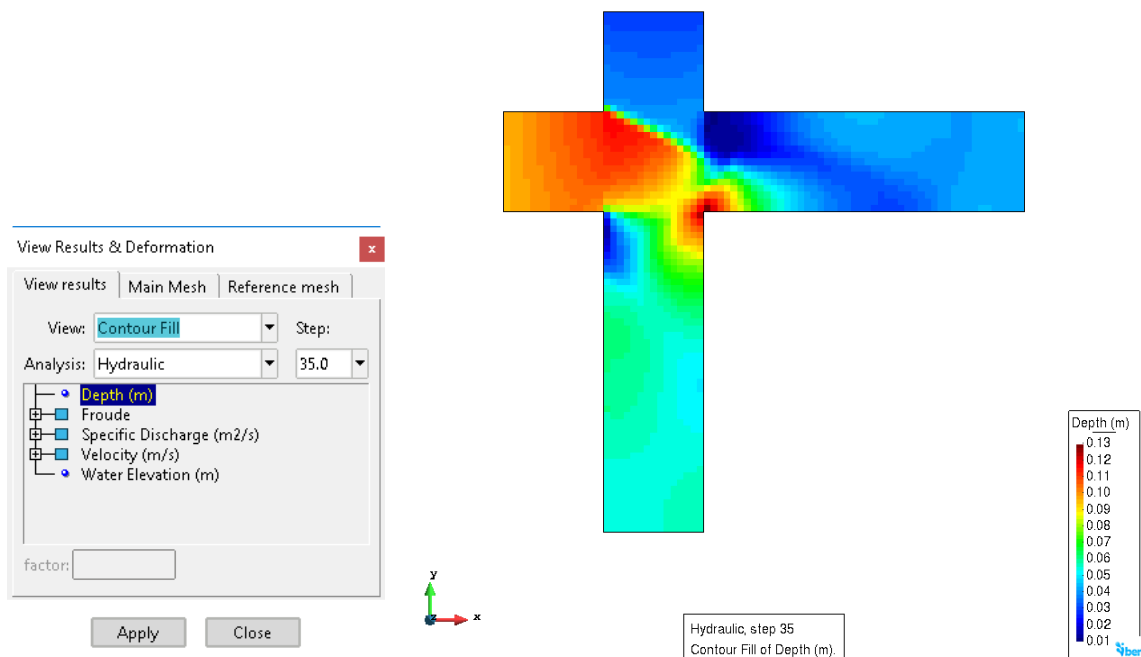 View Results & Deformation
x
View results
Main Mesh
Reference mesh
View: Contour Fill
Step:
Analysis: Hydraulic
35.0
Depth (m)
Froude
Specific Discharge (m2/s)
Velocity (m/s)
Water Elevation (m)
factor:
Apply
Close
y
z
x
Hydraulic, step 35
Contour Fill of Depth (m).
Depth (m)
0.13
0.12
0.11
0.10
0.09
0.08
0.07
0.06
0.05
0.04
0.03
0.02
0.01
iber